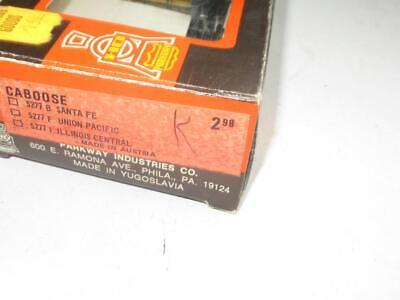 CABOOSE
5277 B SANTA FE
5277 F UNION PACIFIC
5277 I ILLINOIS CENTRAL
MADE IN AUSTRIA
K
2 98
PARKWAY INDUSTRIES CO.
600 E. RAMONA AVE., PHILA., PA. 19124
MADE IN YUGOSLAVIA